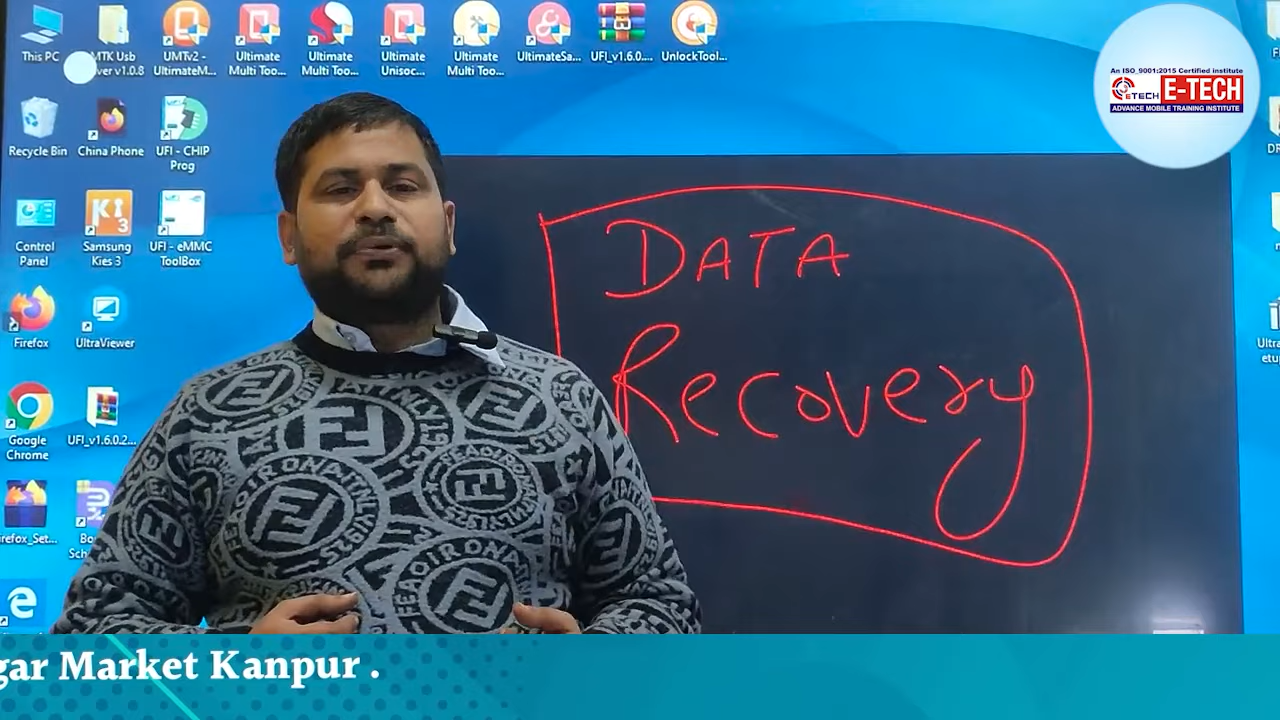 This PC
MTK Usb
ver v1.0.8
UMTv2 -
UltimateM...
Ultimate
Multi Too...
Ultimate
Multi Too...
Ultimate
Unisoc...
Ultimate
Multi Too...
UltimateSa...
UFI_v1.6.0....
UnlockTool...
An ISO_9001:2015 Certified institute
ETECH E-TECH
ADVANCE MOBILE TRAINING INSTITUTE
Recycle Bin
China Phone
UFI - CHIP
Prog
Control
Panel
Samsung
Kies 3
UFI - eMMC
ToolBox
Firefox
UltraViewer
Google
Chrome
UFI_v1.6.0.2...
irefox_Set...
DATA
Recovery
gar Market Kanpur .